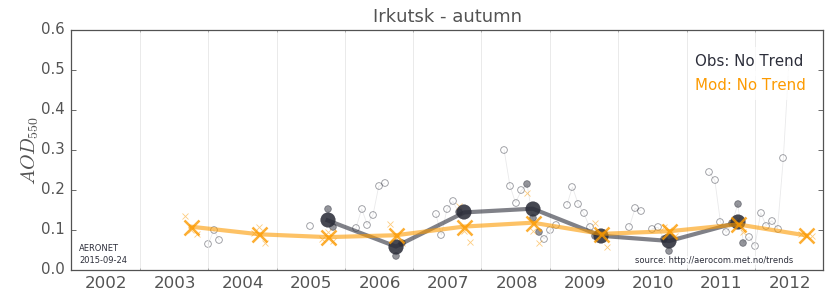 Irkutsk - autumn
0.6
0.5
0.4
0.3
0.2
0.1
0.0
AOD550
Obs: No Trend
Mod: No Trend
AERONET
2015-09-24
source: http://aerocom.met.no/trends
2002 2003 2004 2005 2006 2007 2008 2009 2010 2011 2012